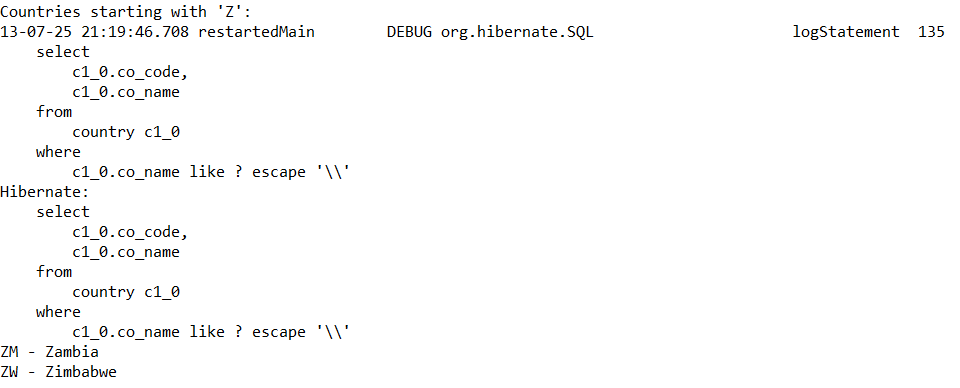 Countries starting with 'Z':
13-07-25 21:19:46.708 restartedMain        DEBUG org.hibernate.SQL                      logStatement  135
    select
        c1_0.co_code,
        c1_0.co_name
    from
        country c1_0
    where
        c1_0.co_name like ? escape '\\'
Hibernate:
    select
        c1_0.co_code,
        c1_0.co_name
    from
        country c1_0
    where
        c1_0.co_name like ? escape '\\'
ZM - Zambia
ZW - Zimbabwe